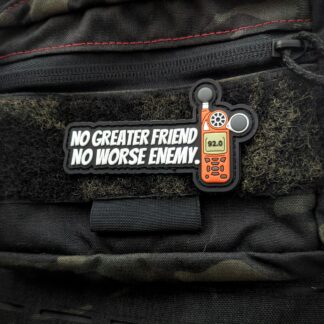 NO GREATER FRIEND
NO WORSE ENEMY.
92.0